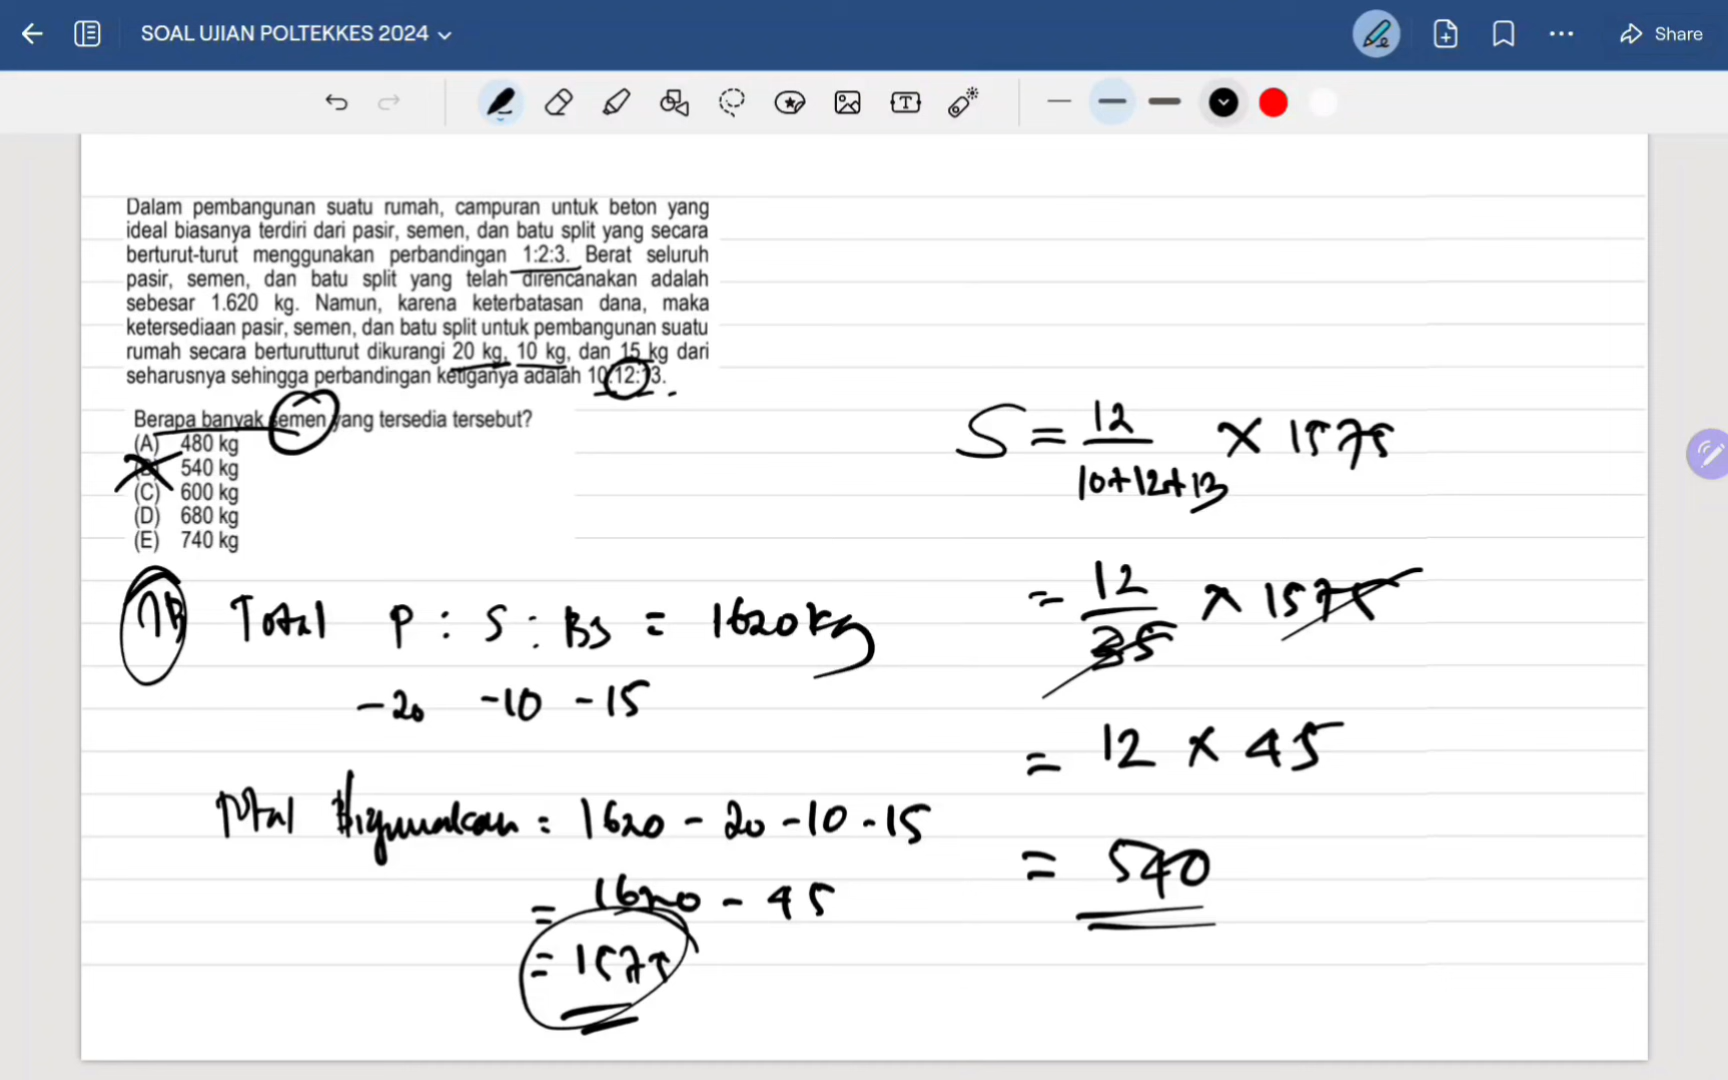 SOAL UJIAN POLTEKKES 2024
Share
Dalam pembangunan suatu rumah, campuran untuk beton yang
ideal biasanya terdiri dari pasir, semen, dan batu split yang secara
berturut-turut menggunakan perbandingan 1:2:3. Berat seluruh
pasir, semen, dan batu split yang telah direncanakan adalah
sebesar 1.620 kg. Namun, karena keterbatasan dana, maka
ketersediaan pasir, semen, dan batu split untuk pembangunan suatu
rumah secara berturutturut dikurangi 20 kg, 10 kg, dan 15 kg dari
seharusnya sehingga perbandingan ketiganya adalah 10:12:13.
Berapa banyak semen yang tersedia tersebut?
(A) 480 kg
(B) 540 kg
(C) 600 kg
(D) 680 kg
(E) 740 kg
Total P : S : BS = 1620 kg
-20 -10 -15
Total digunakan = 1620 - 20 - 10 - 15
= 1620 - 45
= 1575
S = 12 / 10+12+13 × 1575
= 12 / 35 × 1575
= 12 × 45
= 540